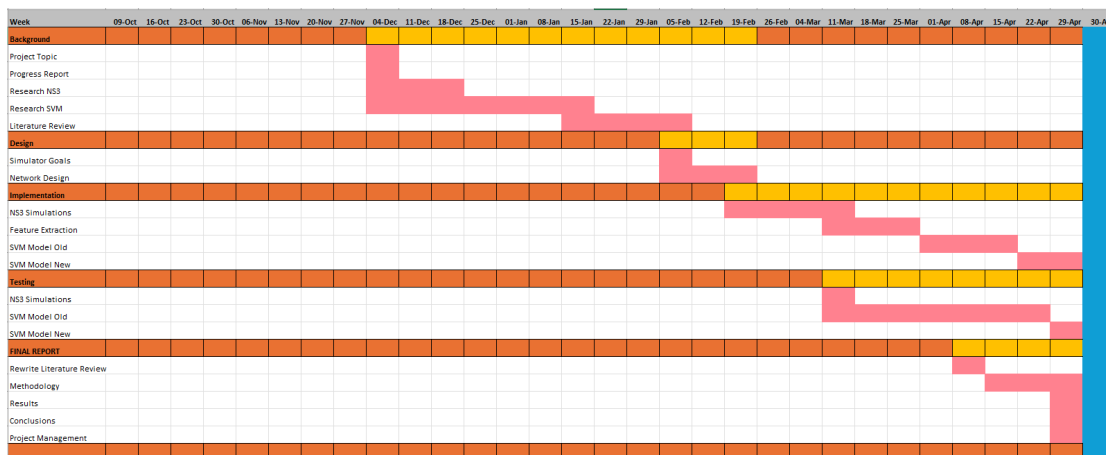 Week 09-Oct 16-Oct 23-Oct 30-Oct 06-Nov 13-Nov 20-Nov 27-Nov 04-Dec 11-Dec 18-Dec 25-Dec 01-Jan 08-Jan 15-Jan 22-Jan 29-Jan 05-Feb 12-Feb 19-Feb 26-Feb 04-Mar 11-Mar 18-Mar 25-Mar 01-Apr 08-Apr 15-Apr 22-Apr 29-Apr 30-A
Background
Project Topic
Progress Report
Research NS3
Research SVM
Literature Review
Design
Simulator Goals
Network Design
Implementation
NS3 Simulations
Feature Extraction
SVM Model Old
SVM Model New
Testing
NS3 Simulations
SVM Model Old
SVM Model New
FINAL REPORT
Rewrite Literature Review
Methodology
Results
Conclusions
Project Management